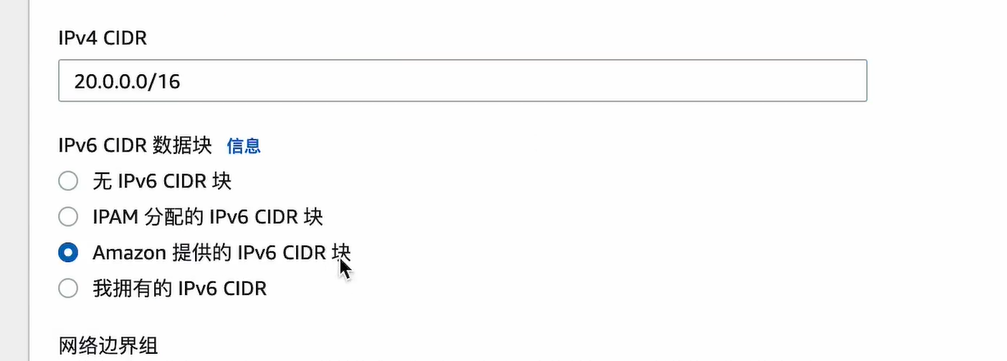 IPv4 CIDR
20.0.0.0/16
IPv6 CIDR 数据块 信息
无 IPv6 CIDR 块
IPAM 分配的 IPv6 CIDR 块
Amazon 提供的 IPv6 CIDR 块
我拥有的 IPv6 CIDR
网络边界组